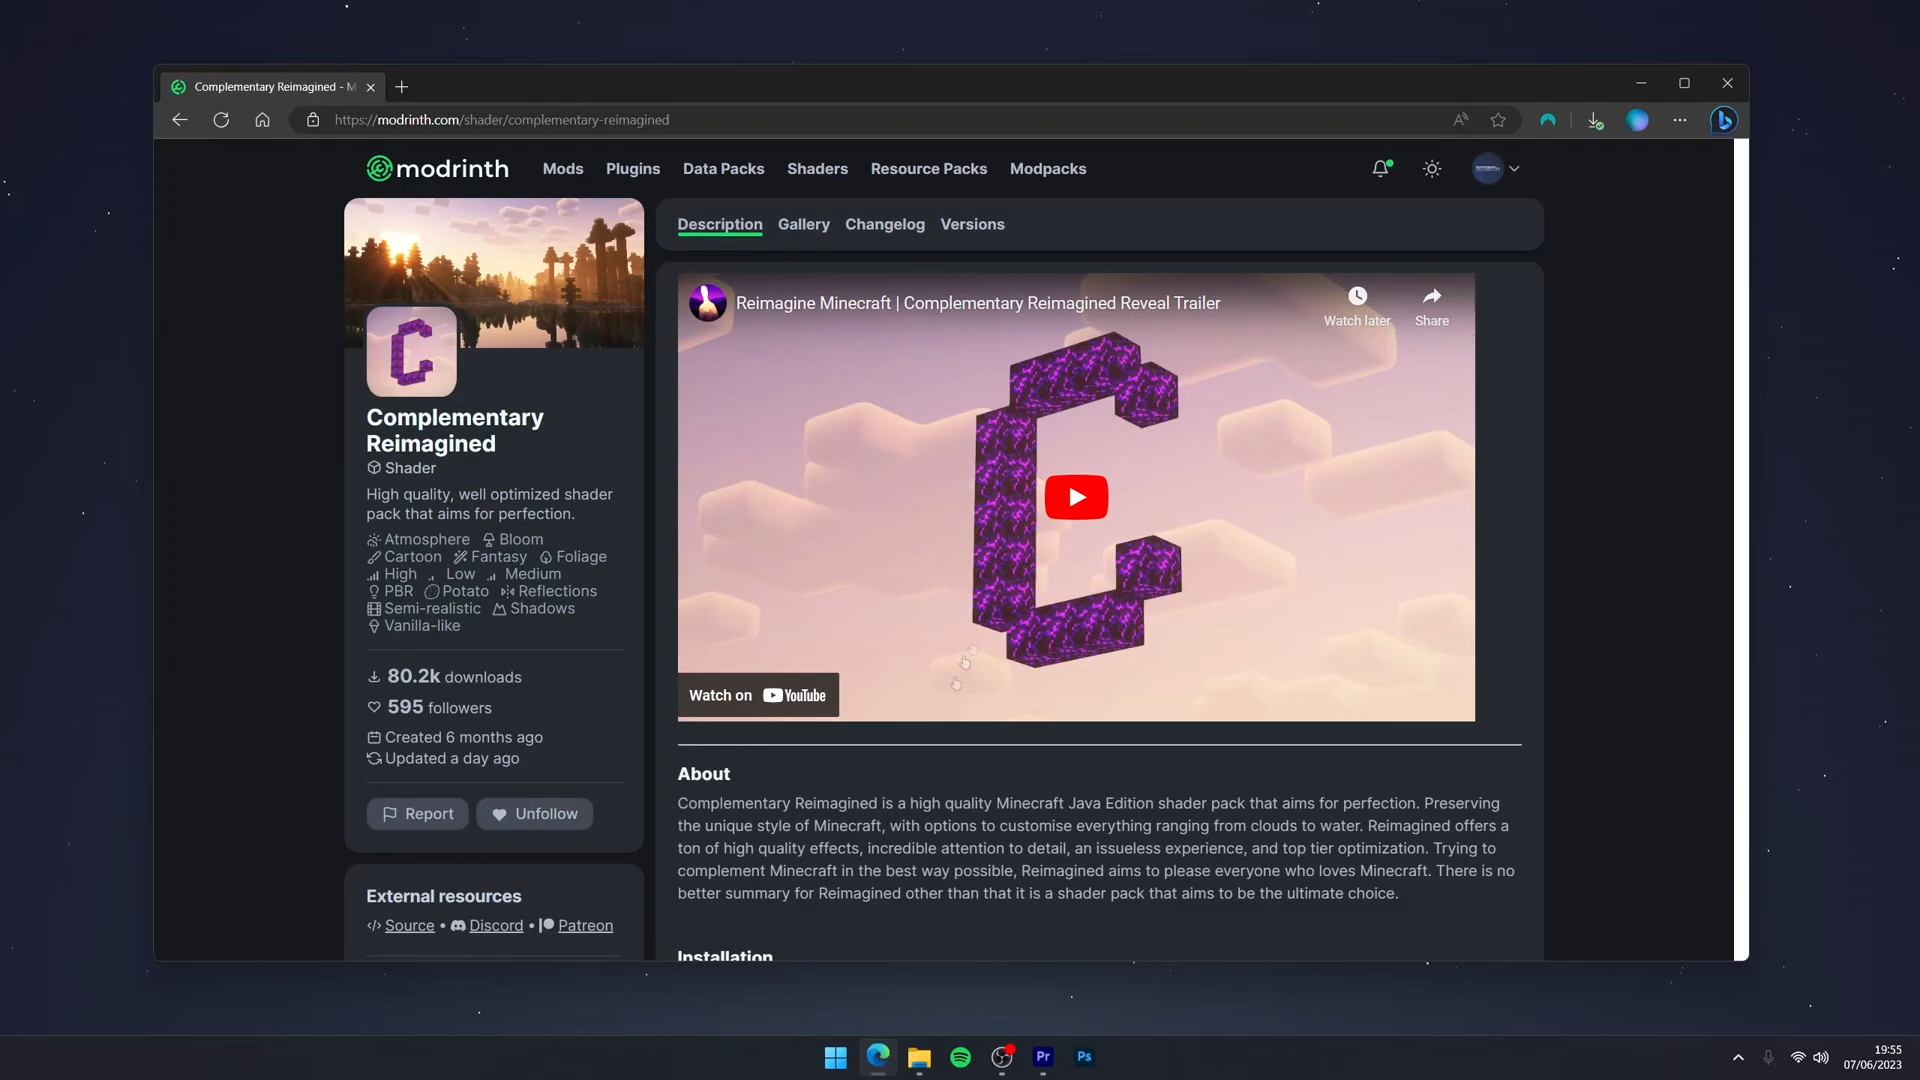 Complementary Reimagined - M
https://modrinth.com/shader/complementary-reimagined
modrinth
Mods
Plugins
Data Packs
Shaders
Resource Packs
Modpacks
Description
Gallery
Changelog
Versions
Complementary
Reimagined
Shader
High quality, well optimized shader
pack that aims for perfection.
Atmosphere Bloom
Cartoon Fantasy Foliage
High Low Medium
PBR Potato Reflections
Semi-realistic Shadows
Vanilla-like
80.2k downloads
595 followers
Created 6 months ago
Updated a day ago
Report
Unfollow
External resources
Source • Discord • Patreon
Reimagine Minecraft | Complementary Reimagined Reveal Trailer
Watch later
Share
Watch on YouTube
About
Complementary Reimagined is a high quality Minecraft Java Edition shader pack that aims for perfection. Preserving
the unique style of Minecraft, with options to customise everything ranging from clouds to water. Reimagined offers a
ton of high quality effects, incredible attention to detail, an issueless experience, and top tier optimization. Trying to
complement Minecraft in the best way possible, Reimagined aims to please everyone who loves Minecraft. There is no
better summary for Reimagined other than that it is a shader pack that aims to be the ultimate choice.
Installation
Pr
Ps
19:55
07/06/2023